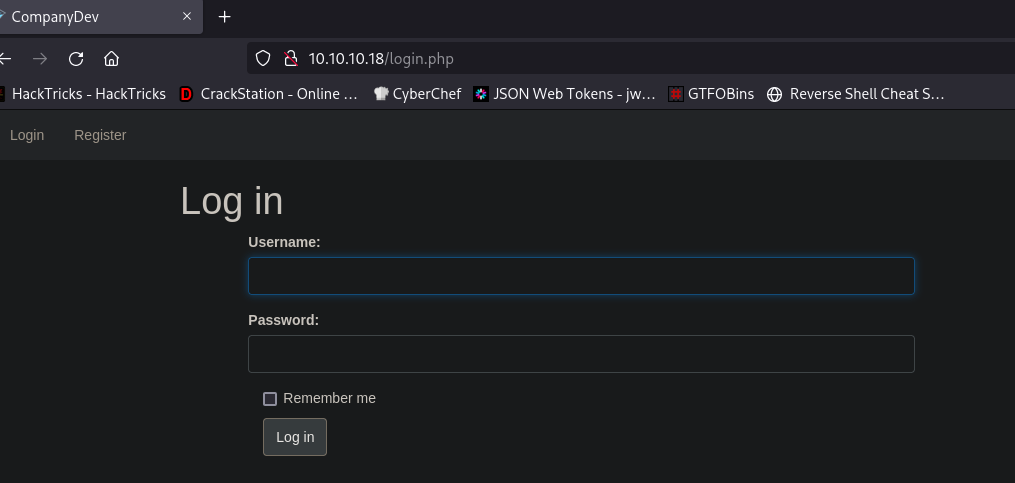 CompanyDev
10.10.10.18/login.php
HackTricks - HackTricks CrackStation - Online ... CyberChef JSON Web Tokens - jw... GTFOBins Reverse Shell Cheat S...
Login Register
Log in
Username:
Password:
Remember me
Log in